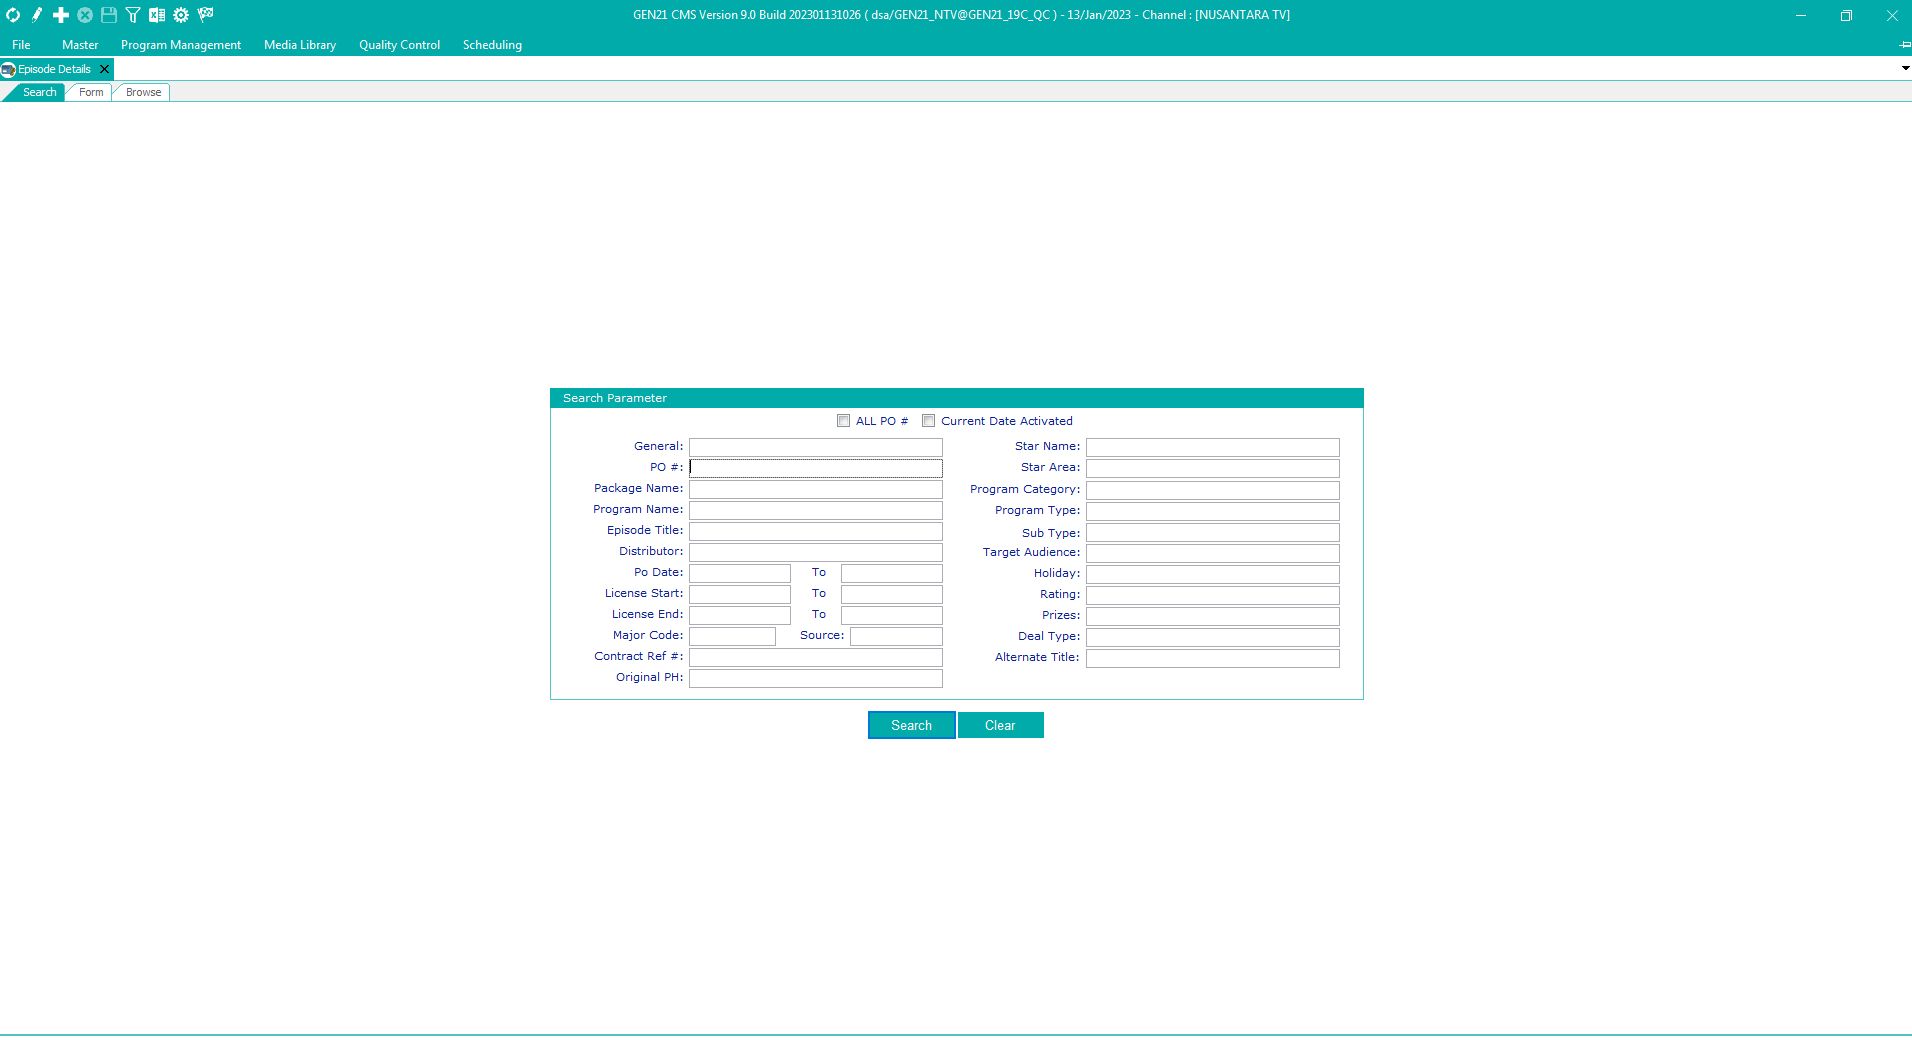 GEN21 CMS Version 9.0 Build 202301131026 ( dsa/GEN21_NTV@GEN21_19C_QC ) - 13/Jan/2023 - Channel : [NUSANTARA TV]
File Master Program Management Media Library Quality Control Scheduling
Episode Details
Search Form Browse
Search Parameter
ALL PO # Current Date Activated
General: Star Name:
PO #: Star Area:
Package Name: Program Category:
Program Name: Program Type:
Episode Title: Sub Type:
Distributor: Target Audience:
Po Date: To Holiday:
License Start: To Rating:
License End: To Prizes:
Major Code: Source: Deal Type:
Contract Ref #: Alternate Title:
Original PH:
Search Clear